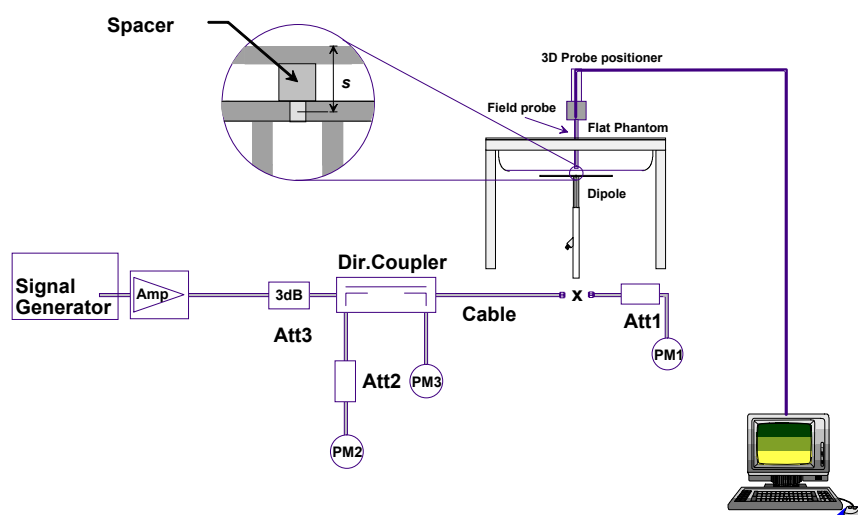 Spacer
s
3D Probe positioner
Field probe
Flat Phantom
Dipole
Signal
Generator
Amp
3dB
Att3
Dir.Coupler
Cable
x
Att1
PM1
Att2
PM3
PM2